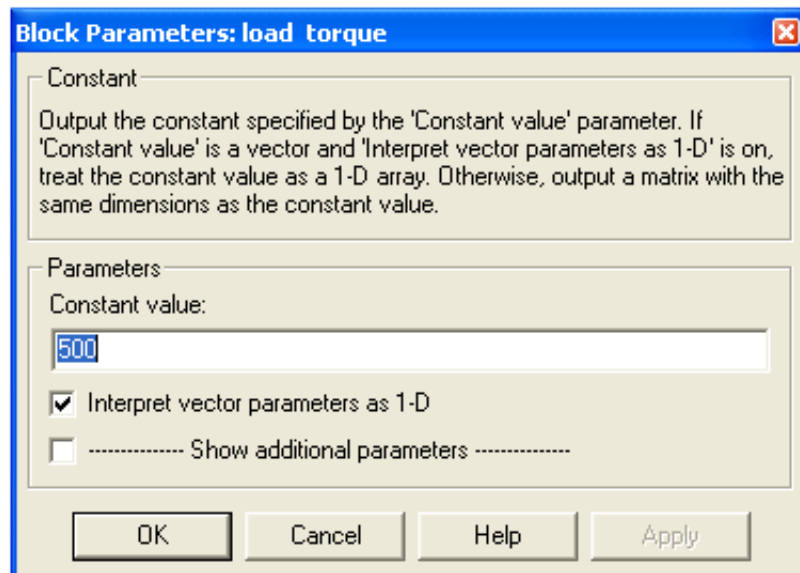 Block Parameters: load torque
Constant
Output the constant specified by the 'Constant value' parameter. If
'Constant value' is a vector and 'Interpret vector parameters as 1-D' is on,
treat the constant value as a 1-D array. Otherwise, output a matrix with the
same dimensions as the constant value.
Parameters
Constant value:
500
Interpret vector parameters as 1-D
--------------- Show additional parameters ---------------
OK Cancel Help Apply